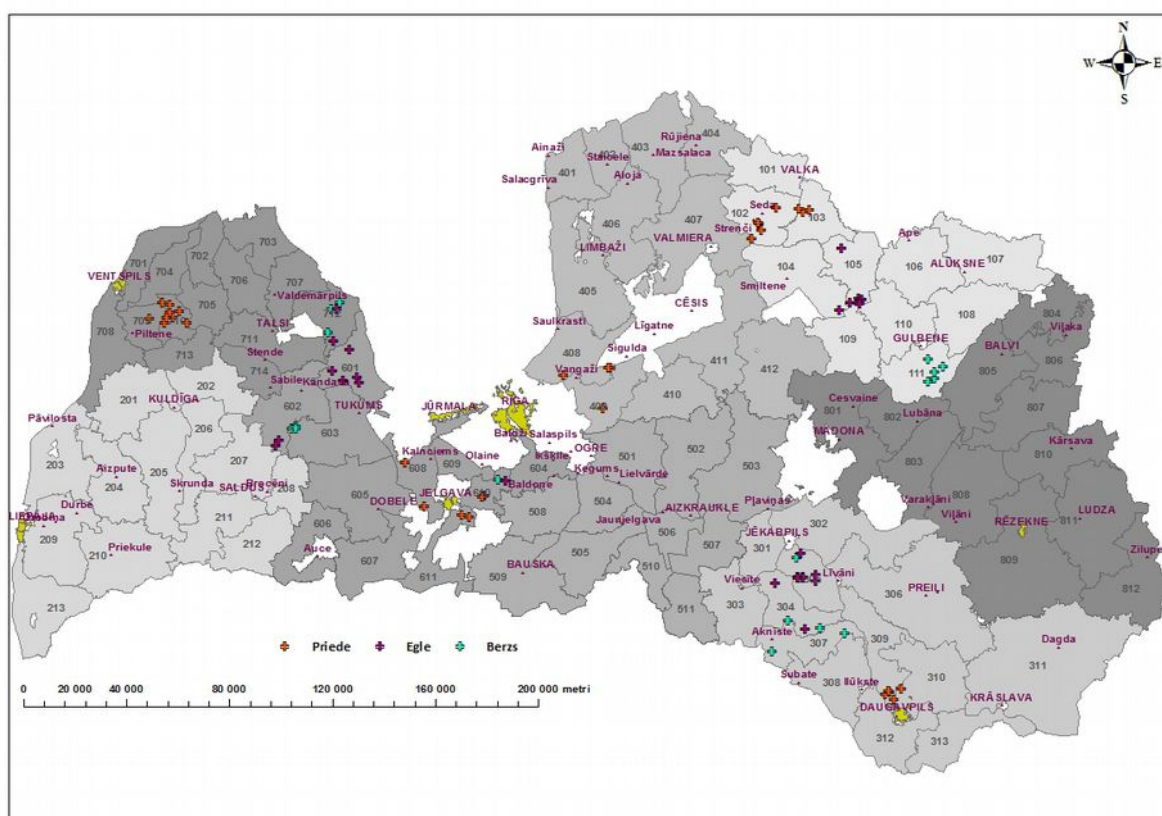 N
W E
S
Ainaži
Rūjiena
404
402
403
Mazsalaca
Staicele
401
Aloja
Salacgrīva
101
VALKA
102
Seda
103
406
407
Strenči
VALMIERA
LIMBAŽI
Ape
105
106
107
ALŪKSNE
104
Smiltene
703
702
701
VENTSPILS
704
706
707
705
Valdemārpils
405
CĒSIS
108
110
109
GULBENE
Piltene
708
711
TALSI
Saulkrasti
Līgatne
804
Viļaka
713
Stende
408
Sigulda
411
BALVI
806
805
714
601
Vangaži
412
111
Sabile
Kandava
202
201
KULDĪGA
410
Cesvaine
807
602
TUKUMS
JŪRMALA
RĪGA
801
802
Lubāna
Pāvilosta
206
603
Baloži
Salaspils
MADONA
Kārsava
810
203
Kalnciems
OGRE
502
Aizpute
205
207
608
609
Olaine
Ikšķile
501
503
803
204
Skrunda
SALDUS
Brocēni
208
604
Ķegums
Lielvārde
Baldone
808
Durbe
605
DOBELE
JELGAVA
504
Pļaviņas
Varakļāni
Viļāni
LUDZA
811
LIEPĀJA
508
Jaunjelgava
AIZKRAUKLE
RĒZEKNE
209
211
606
JĒKABPILS
302
210
Priekule
212
Auce
506
507
301
Zilupe
607
505
809
611
BAUSKA
510
Līvāni
509
Viesīte
PREIĻI
812
303
306
213
511
304
Priede Egle Berzs
Aknīste
307
309
Dagda
311
0 20 000 40 000 80 000 120 000 160 000 200 000 metri
Subate
308
Ilūkste
310
KRĀSLAVA
DAUGAVPILS
312
313